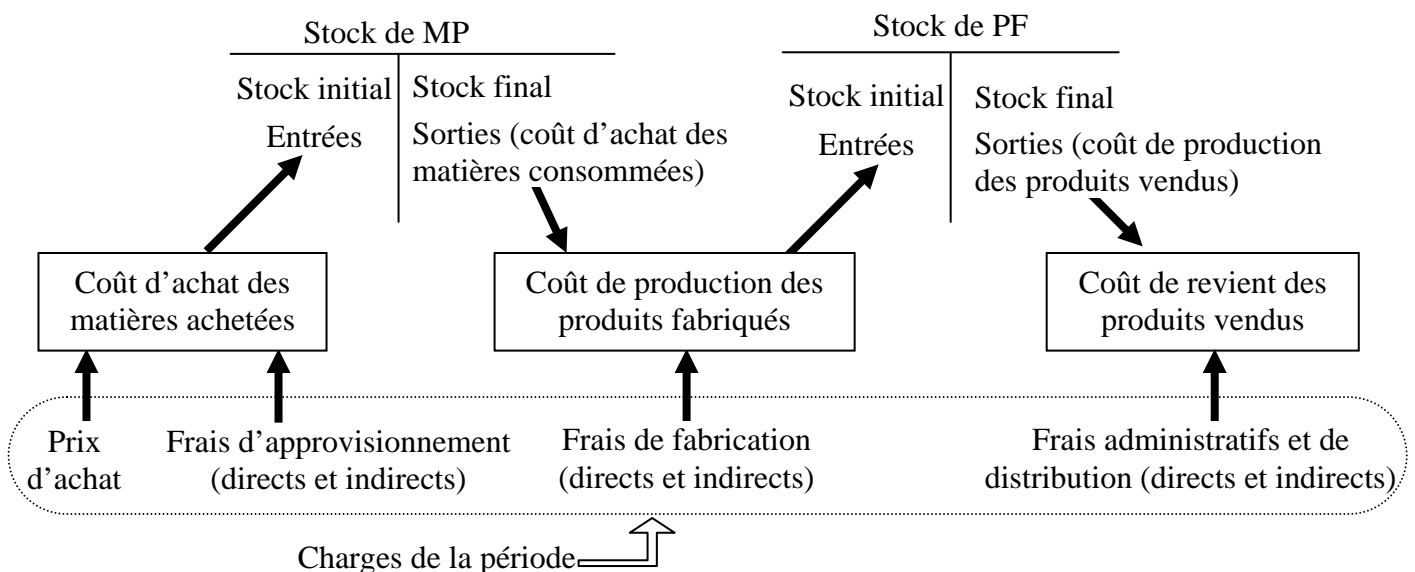 Stock de MP
Stock initial
Entrées
Stock final
Sorties (coût d’achat des
matières consommées)
Stock de PF
Stock initial
Entrées
Stock final
Sorties (coût de production
des produits vendus)
Coût d’achat des
matières achetées
Coût de production des
produits fabriqués
Coût de revient des
produits vendus
Prix
d’achat
Frais d’approvisionnement
(directs et indirects)
Frais de fabrication
(directs et indirects)
Frais administratifs et de
distribution (directs et indirects)
Charges de la période